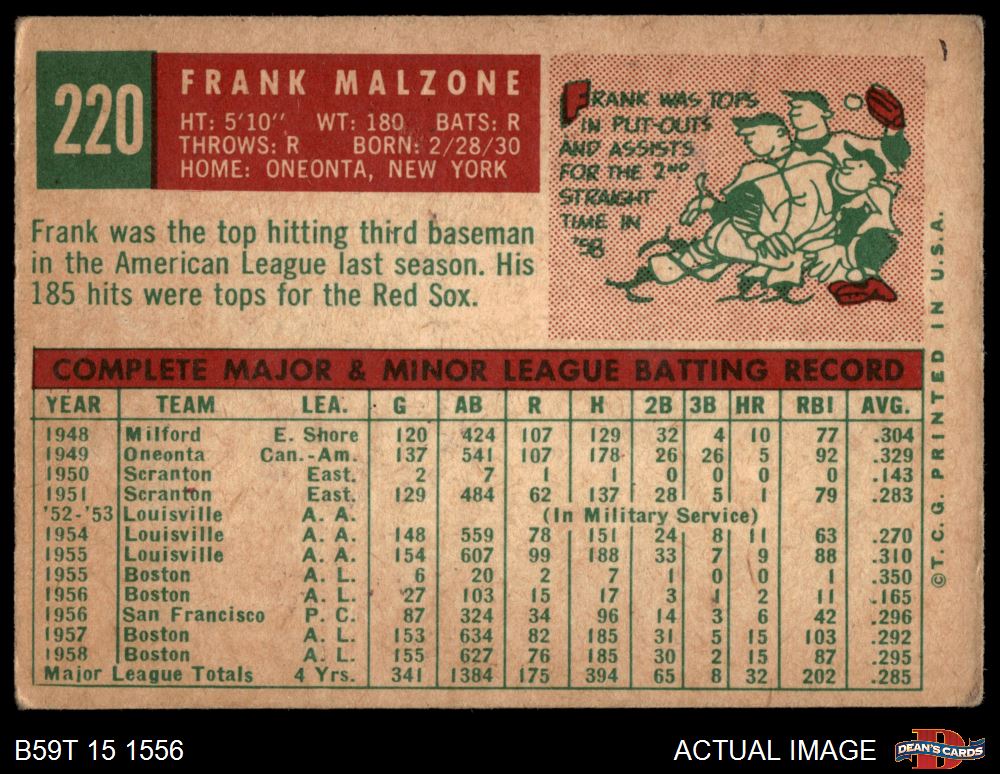 220
FRANK MALZONE
HT: 5'10" WT: 180 BATS: R
THROWS: R BORN: 2/28/30
HOME: ONEONTA, NEW YORK
Frank was the top hitting third baseman
in the American League last season. His
185 hits were tops for the Red Sox.
FRANK WAS TOPS
IN PUT-OUTS
AND ASSISTS
FOR THE 2ND
STRAIGHT
TIME IN
'58
COMPLETE MAJOR & MINOR LEAGUE BATTING RECORD
YEAR TEAM LEA. G AB R H 2B 3B HR RBI AVG.
1948 Milford E. Shore 120 424 107 129 32 4 10 77 .304
1949 Oneonta Can.-Am. 137 541 107 178 26 26 5 92 .329
1950 Scranton East. 2 7 1 1 0 0 0 0 .143
1951 Scranton East. 129 484 62 137 28 5 1 79 .283
'52-'53 Louisville A. A. (In Military Service)
1954 Louisville A. A. 148 559 78 151 24 8 11 63 .270
1955 Louisville A. A. 154 607 99 188 33 7 9 88 .310
1955 Boston A. L. 6 20 2 7 1 0 0 1 .350
1956 Boston A. L. 27 103 15 17 3 1 2 11 .165
1956 San Francisco P. C. 87 324 34 96 14 3 6 42 .296
1957 Boston A. L. 153 634 82 185 31 5 15 103 .292
1958 Boston A. L. 155 627 76 185 30 2 15 87 .295
Major League Totals 4 Yrs. 341 1384 175 394 65 8 32 202 .285
©T.C.G. PRINTED IN U.S.A.
B59T 15 1556
ACTUAL IMAGE
DEAN'S CARDS